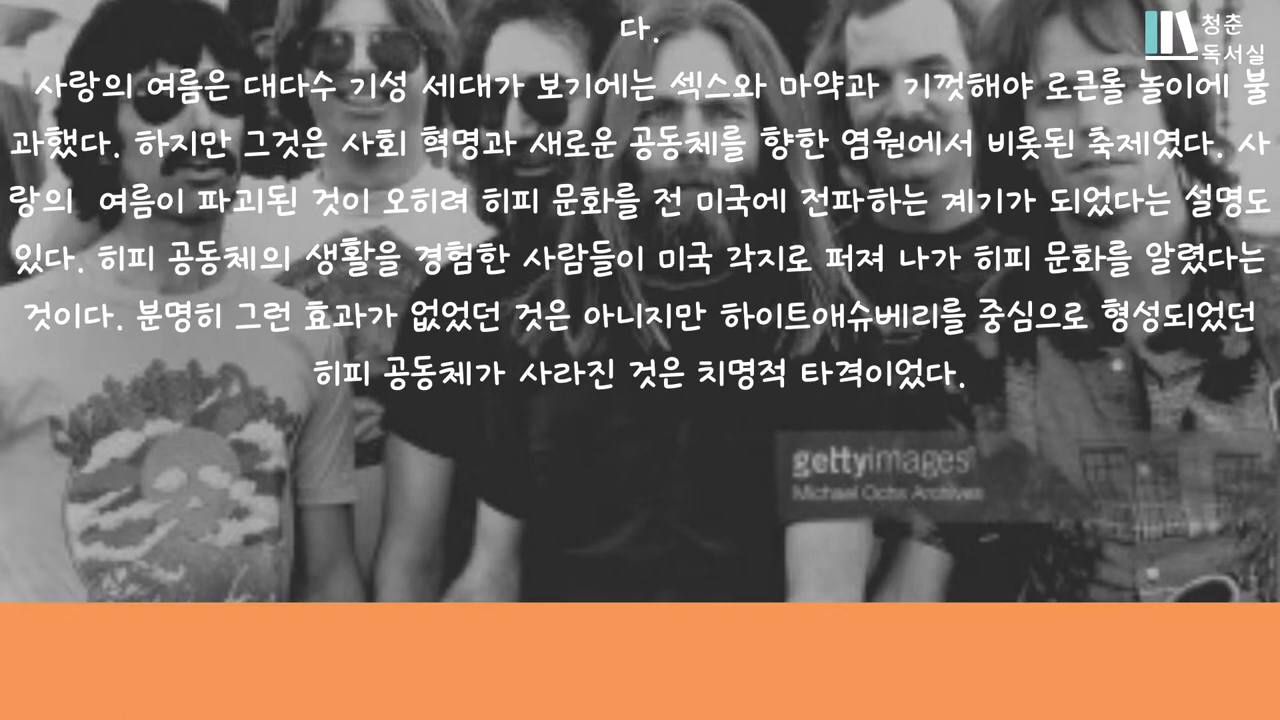 다.
청춘
독서실
사랑의 여름은 대다수 기성 세대가 보기에는 섹스와 마약과 기껏해야 로큰롤 놀이에 불
과했다. 하지만 그것은 사회 혁명과 새로운 공동체를 향한 염원에서 비롯된 축제였다. 사
랑의 여름이 파괴된 것이 오히려 히피 문화를 전 미국에 전파하는 계기가 되었다는 설명도
있다. 히피 공동체의 생활을 경험한 사람들이 미국 각지로 퍼져 나가 히피 문화를 알렸다는
것이다. 분명히 그런 효과가 없었던 것은 아니지만 하이트애슈베리를 중심으로 형성되었던
히피 공동체가 사라진 것은 치명적 타격이었다.
gettyimages
Michael Ochs Archives